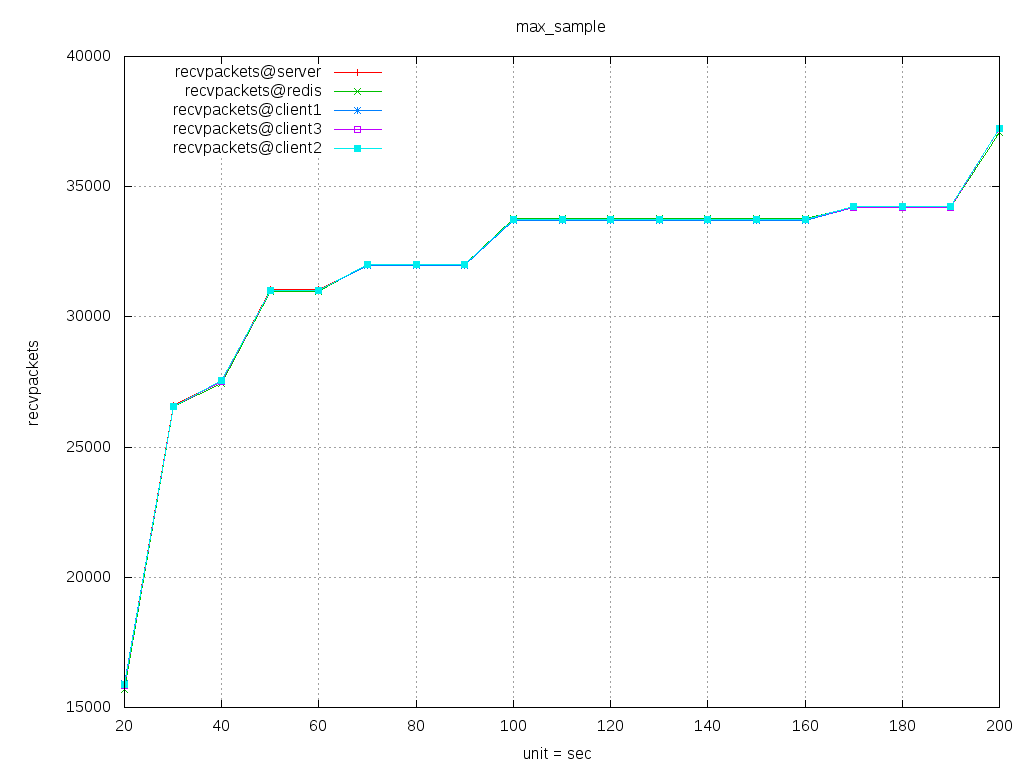 max_sample
40000
35000
30000
25000
20000
15000
recvpackets
recvpackets@server
recvpackets@redis
recvpackets@client1
recvpackets@client3
recvpackets@client2
20 40 60 80 100 120 140 160 180 200
unit = sec